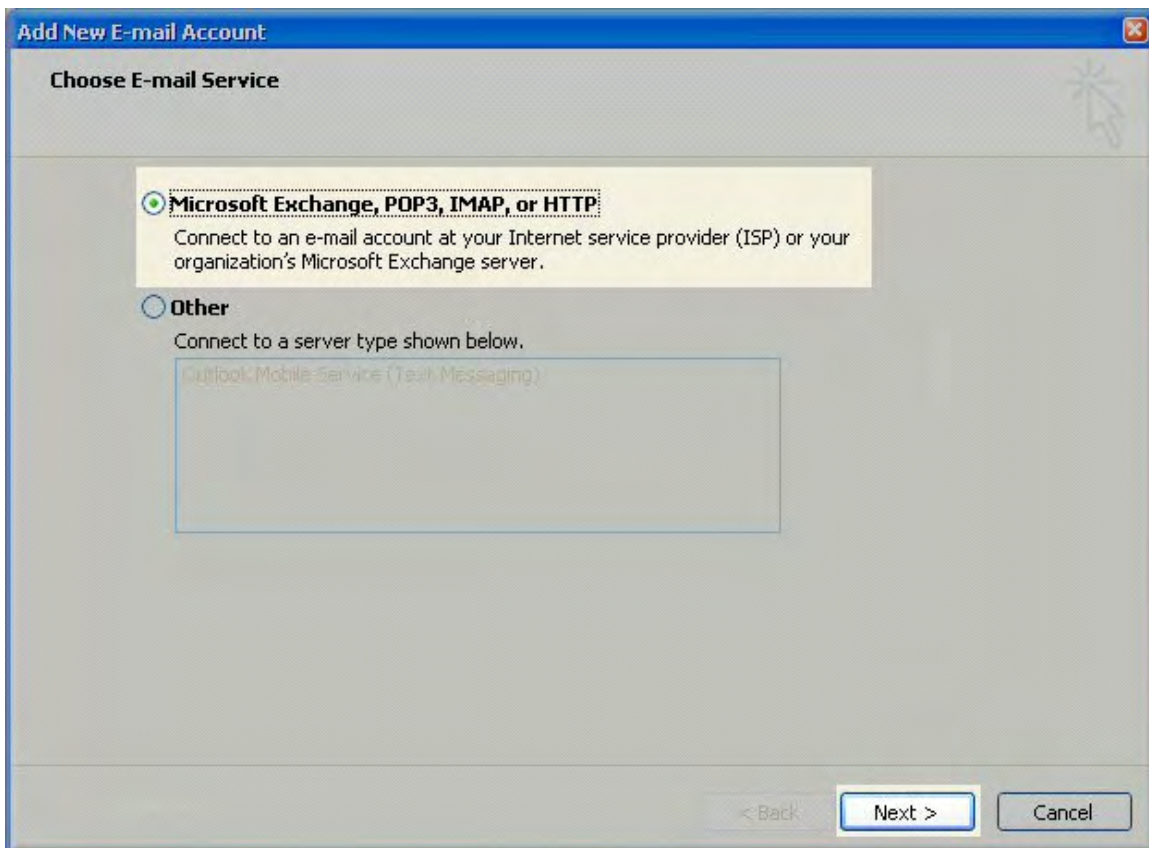 Add New E-mail Account
Choose E-mail Service
Microsoft Exchange, POP3, IMAP, or HTTP
Connect to an e-mail account at your Internet service provider (ISP) or your
organization's Microsoft Exchange server.
Other
Connect to a server type shown below.
Outlook Mobile Service (Text Messaging)
< Back Next > Cancel